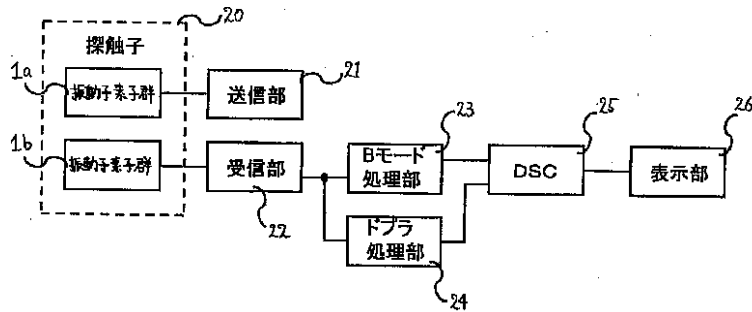 20
探触子
1a
振動子素子群
送信部
21
1b
振動子素子群
受信部
22
Bモード
処理部
23
DSC
25
表示部
26
ドプラ
処理部
24